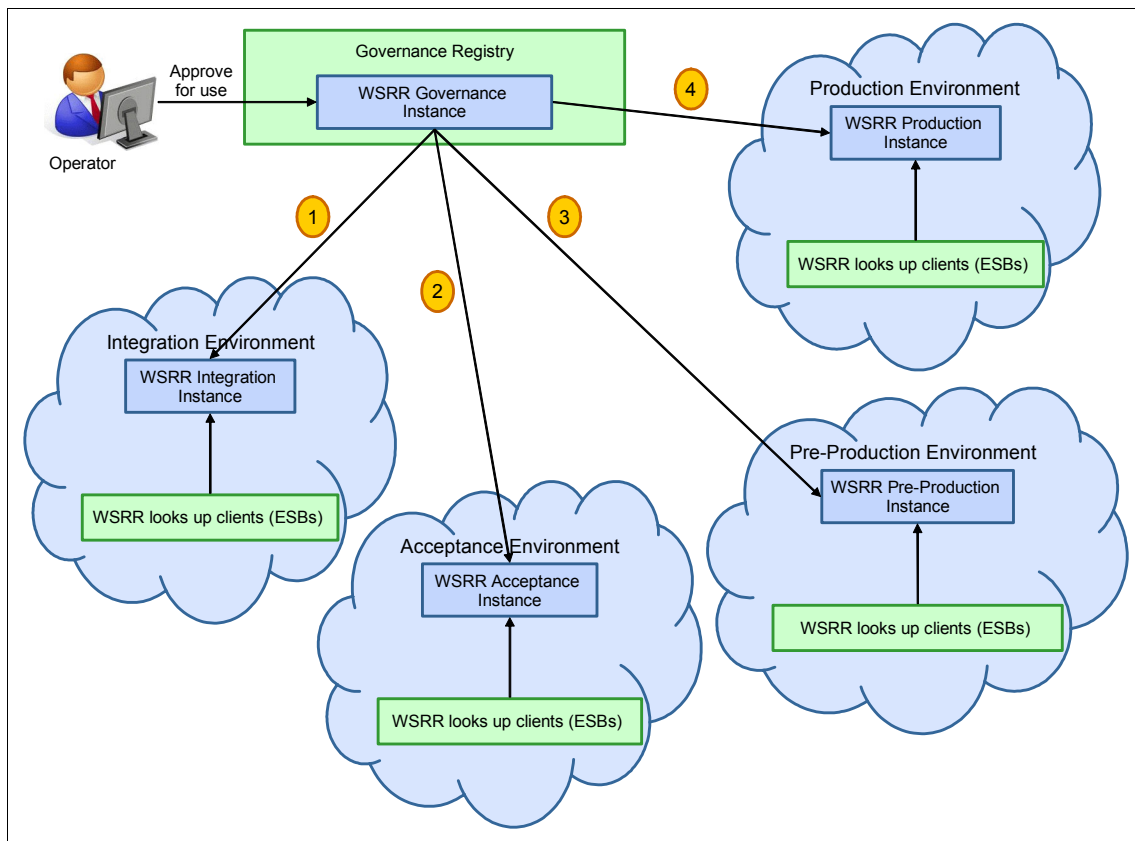 Governance Registry
Approve
for use
WSRR Governance
Instance
Operator
4
Production Environment
WSRR Production
Instance
WSRR looks up clients (ESBs)
1
3
2
Integration Environment
WSRR Integration
Instance
WSRR looks up clients (ESBs)
Pre-Production Environment
WSRR Pre-Production
Instance
WSRR looks up clients (ESBs)
Acceptance Environment
WSRR Acceptance
Instance
WSRR looks up clients (ESBs)